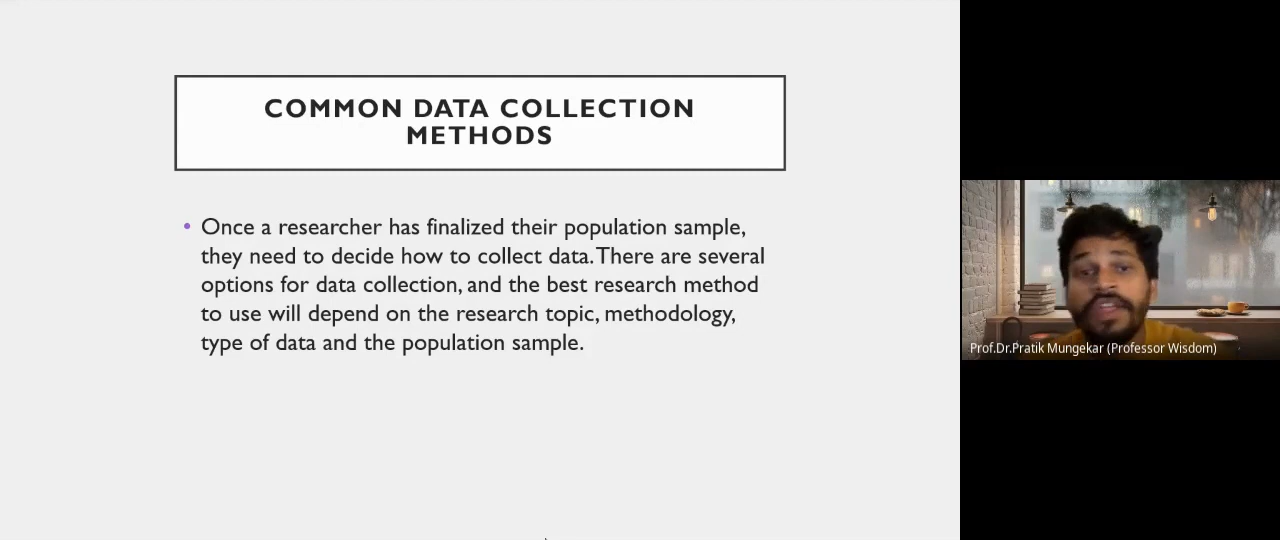 COMMON DATA COLLECTION
METHODS
• Once a researcher has finalized their population sample,
they need to decide how to collect data.There are several
options for data collection, and the best research method
to use will depend on the research topic, methodology,
type of data and the population sample.
Prof.Dr.Pratik Mungekar (Professor Wisdom)